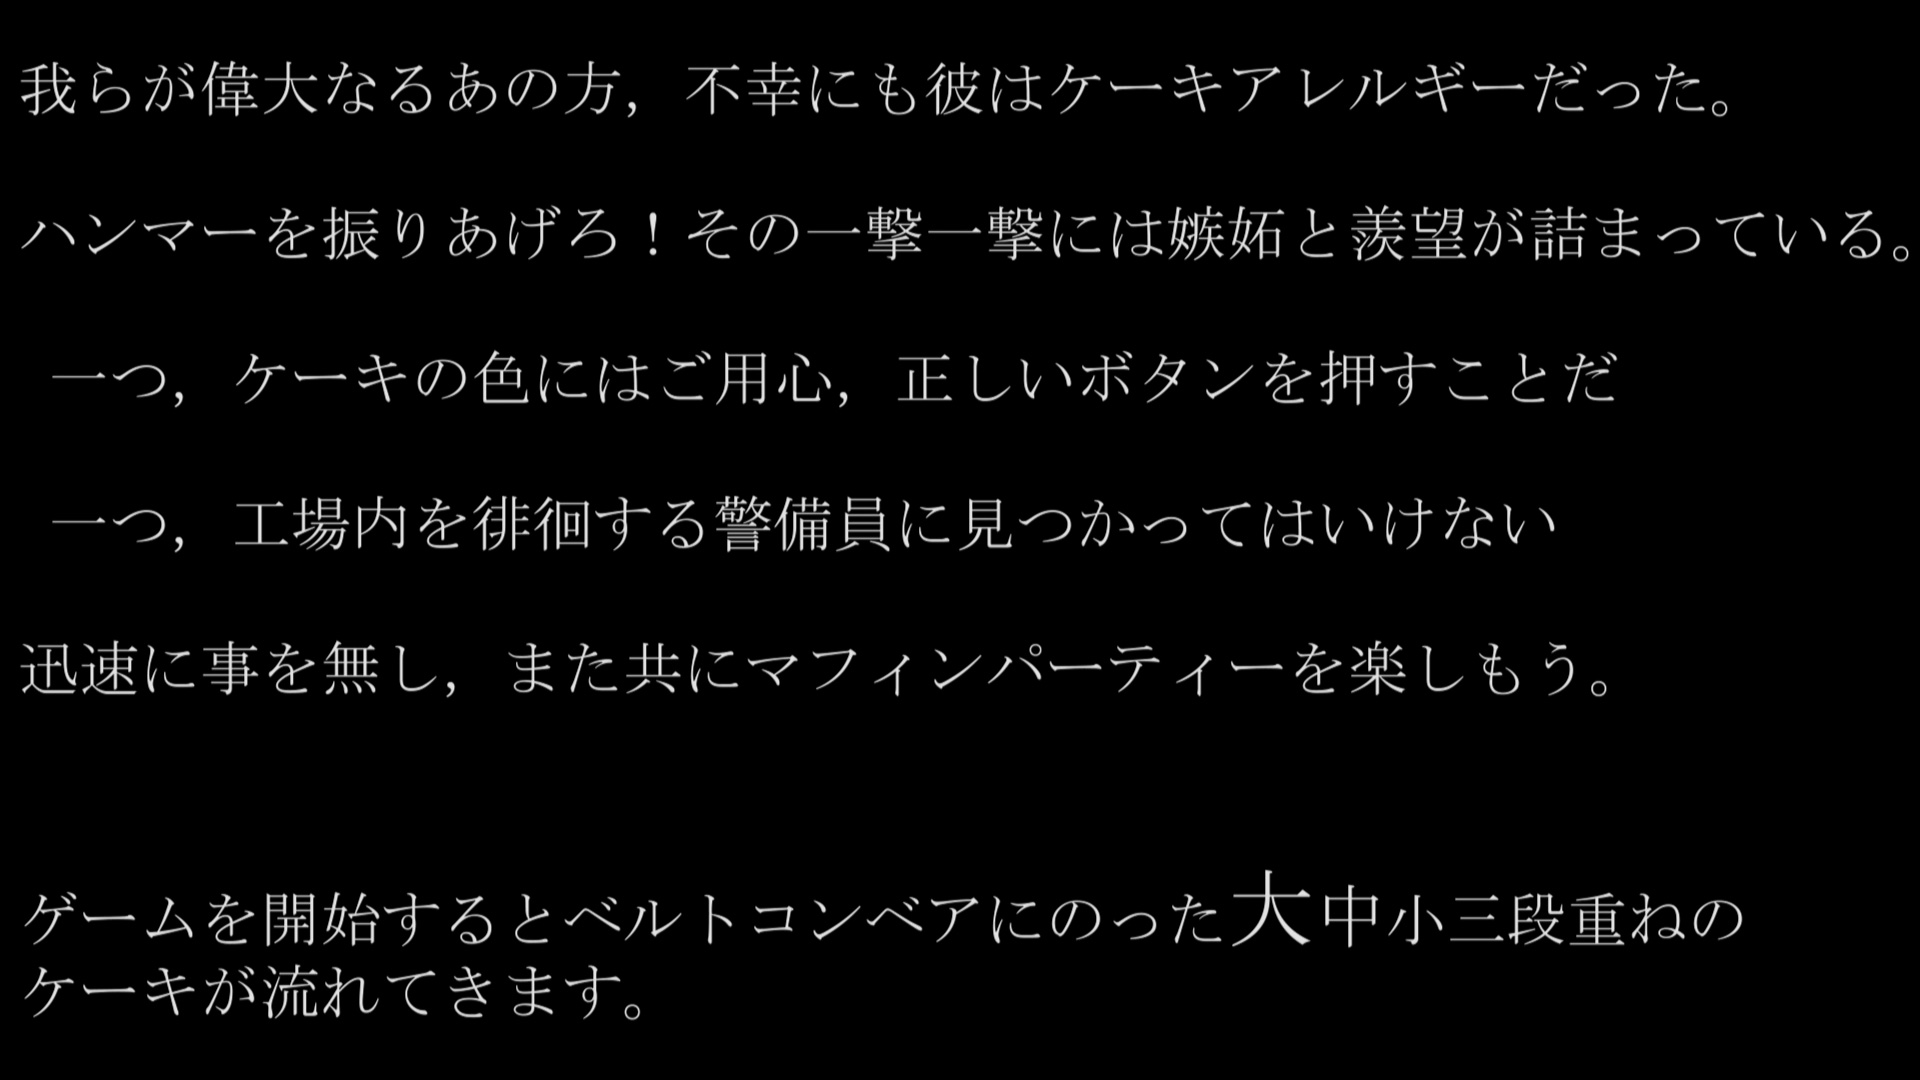 我らが偉大なるあの方，不幸にも彼はケーキアレルギーだった。
ハンマーを振りあげろ！その一撃一撃には嫉妬と羨望が詰まっている。
一つ，ケーキの色にはご用心，正しいボタンを押すことだ
一つ，工場内を徘徊する警備員に見つかってはいけない
迅速に事を無し，また共にマフィンパーティーを楽しもう。
ゲームを開始するとベルトコンベアにのった大中小三段重ねの
ケーキが流れてきます。